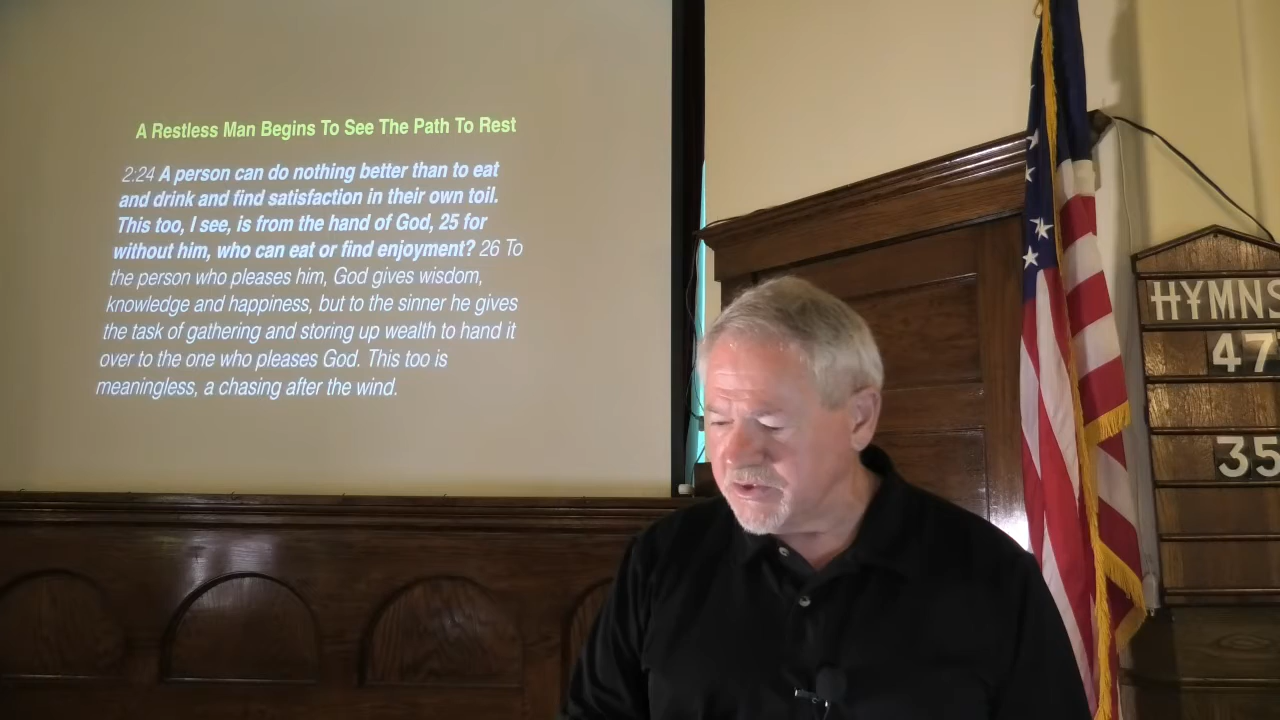 A Restless Man Begins To See The Path To Rest
2:24 A person can do nothing better than to eat
and drink and find satisfaction in their own toil.
This too, I see, is from the hand of God, 25 for
without him, who can eat or find enjoyment? 26 To
the person who pleases him, God gives wisdom,
knowledge and happiness, but to the sinner he gives
the task of gathering and storing up wealth to hand it
over to the one who pleases God. This too is
meaningless, a chasing after the wind.
HYMNS
47
35